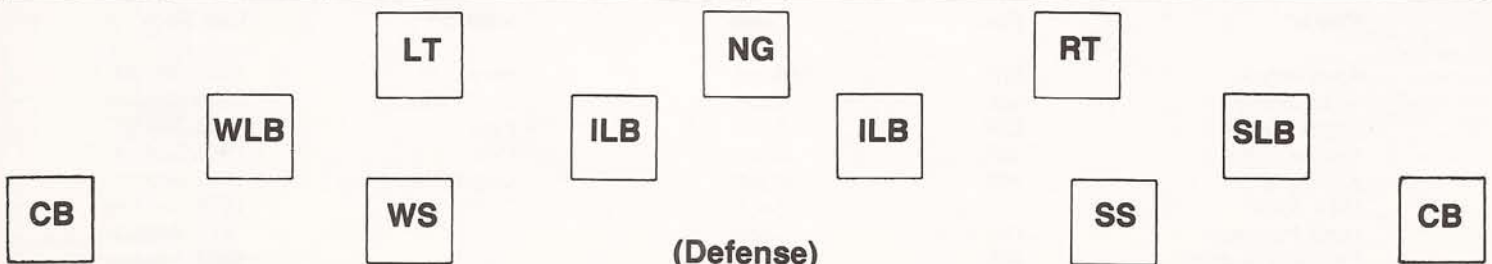 LT NG RT
WLB ILB ILB SLB
CB WS SS CB
(Defense)